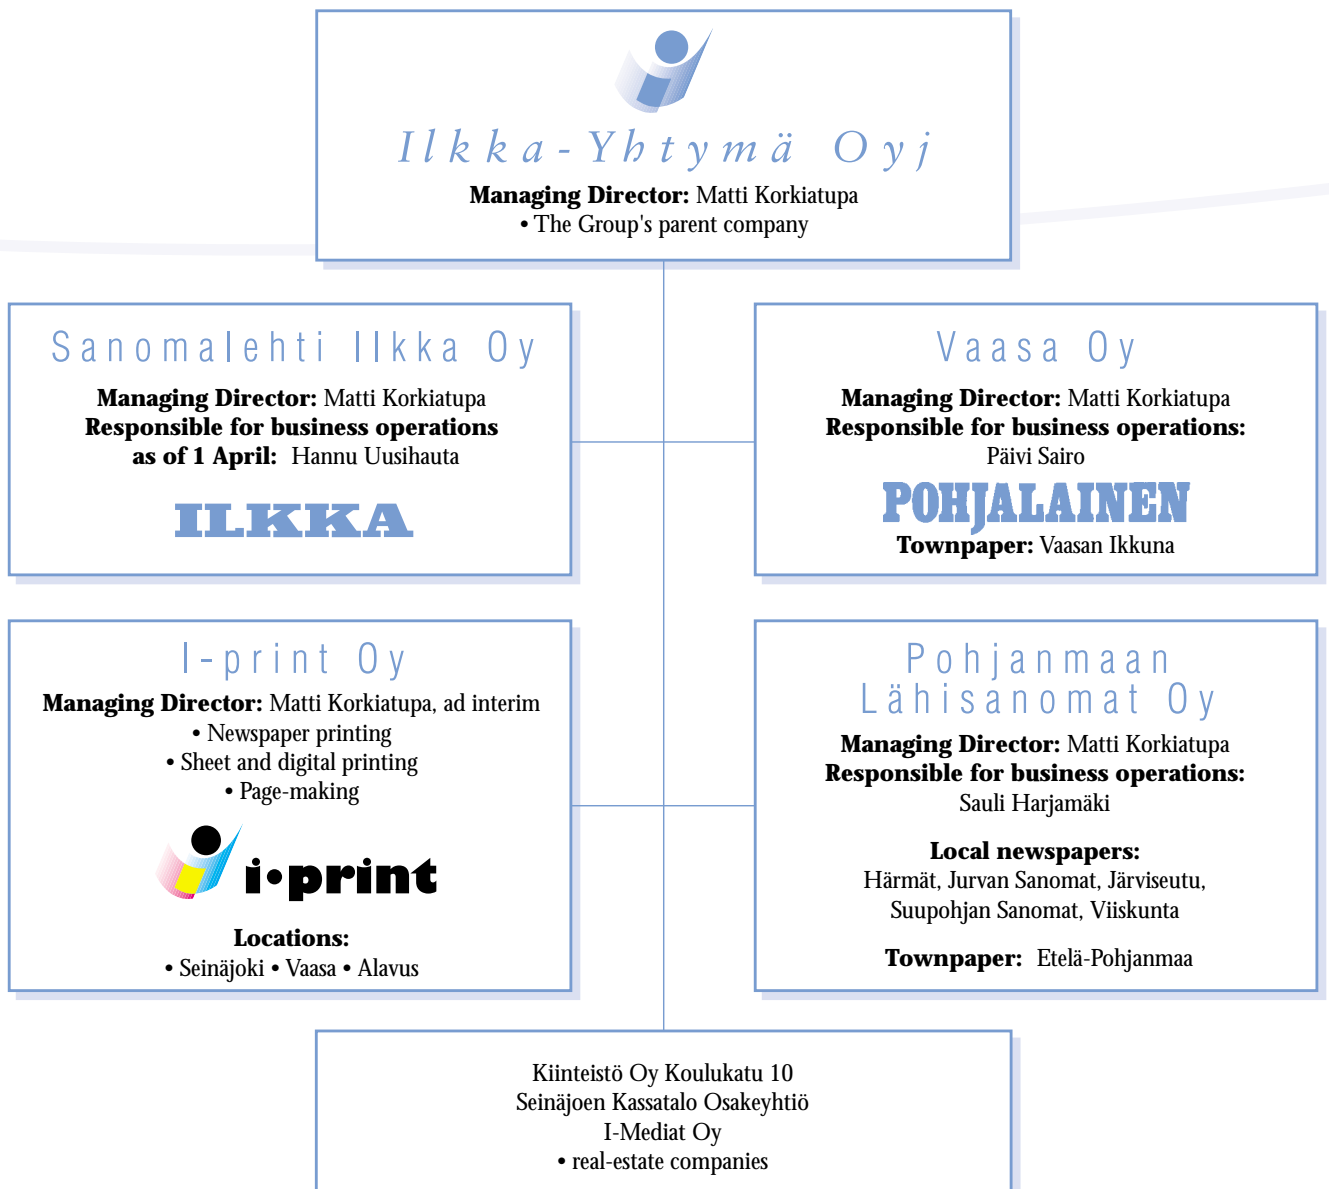 Ilkka-Yhtymä Oyj
Managing Director: Matti Korkiatupa
• The Group's parent company
Sanomalehti Ilkka Oy
Managing Director: Matti Korkiatupa
Responsible for business operations
as of 1 April: Hannu Uusihauta
ILKKA
Vaasa Oy
Managing Director: Matti Korkiatupa
Responsible for business operations:
Päivi Sairo
POHJALAINEN
Townpaper: Vaasan Ikkuna
I-print Oy
Managing Director: Matti Korkiatupa, ad interim
• Newspaper printing
• Sheet and digital printing
• Page-making
i•print
Locations:
• Seinäjoki • Vaasa • Alavus
Pohjanmaan
Lähisanomat Oy
Managing Director: Matti Korkiatupa
Responsible for business operations:
Sauli Harjamäki
Local newspapers:
Härmät, Jurvan Sanomat, Järviseutu,
Suupohjan Sanomat, Viiskunta
Townpaper: Etelä-Pohjanmaa
Kiinteistö Oy Koulukatu 10
Seinäjoen Kassatalo Osakeyhtiö
I-Mediat Oy
• real-estate companies